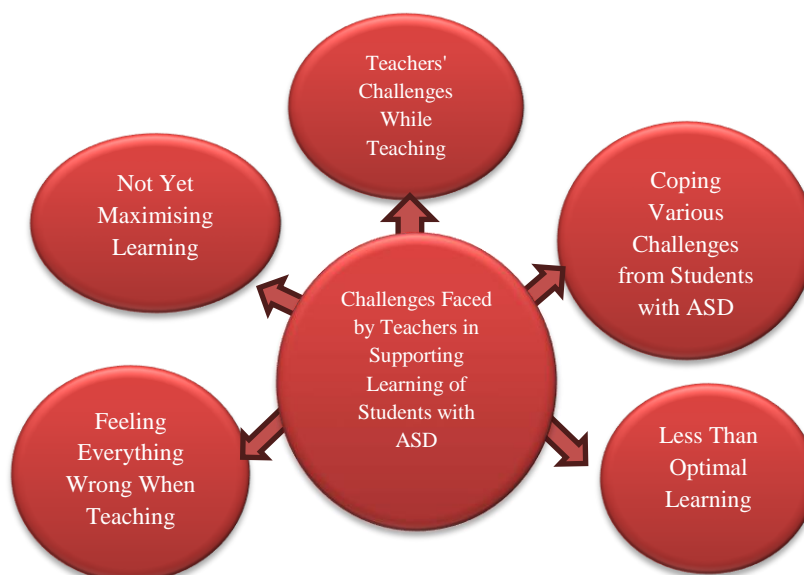 Teachers'
Challenges
While
Teaching
Not Yet
Maximising
Learning
Coping
Various
Challenges
from Students
with ASD
Challenges Faced
by Teachers in
Supporting
Learning of
Students with
ASD
Feeling
Everything
Wrong When
Teaching
Less Than
Optimal
Learning